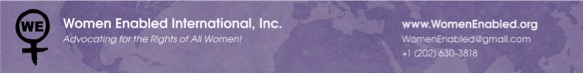 WE
Women Enabled International, Inc.
Advocating for the Rights of All Women!
www.WomenEnabled.org
WomenEnabled@gmail.com
+1 (202) 630-3818